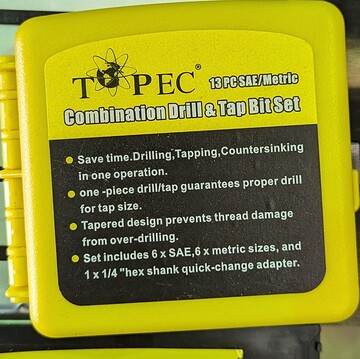 TOPEC®
13 PC SAE/Metric
Combination Drill & Tap Bit Set
Save time.Drilling,Tapping,Countersinking
in one operation.
one -piece drill/tap guarantees proper drill
for tap size.
Tapered design prevents thread damage
from over-drilling.
Set includes 6 x SAE,6 x metric sizes, and
1 x 1/4 "hex shank quick-change adapter.